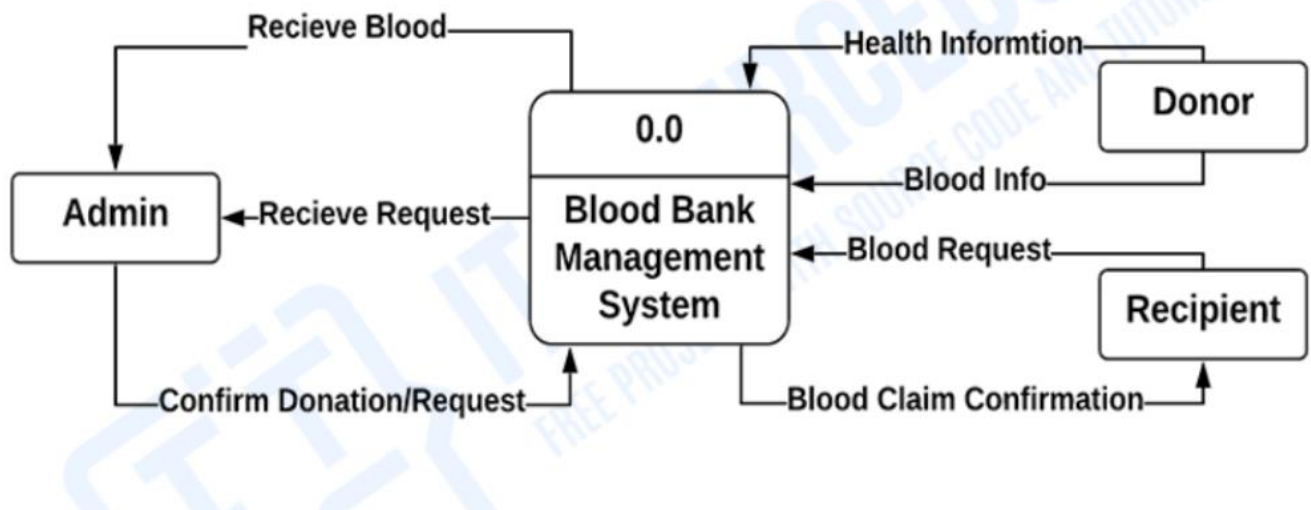 Recieve Blood
Health Informtion
Donor
0.0
Blood Info
Admin
Recieve Request
Blood Bank
Management
System
Blood Request
Recipient
Confirm Donation/Request
Blood Claim Confirmation